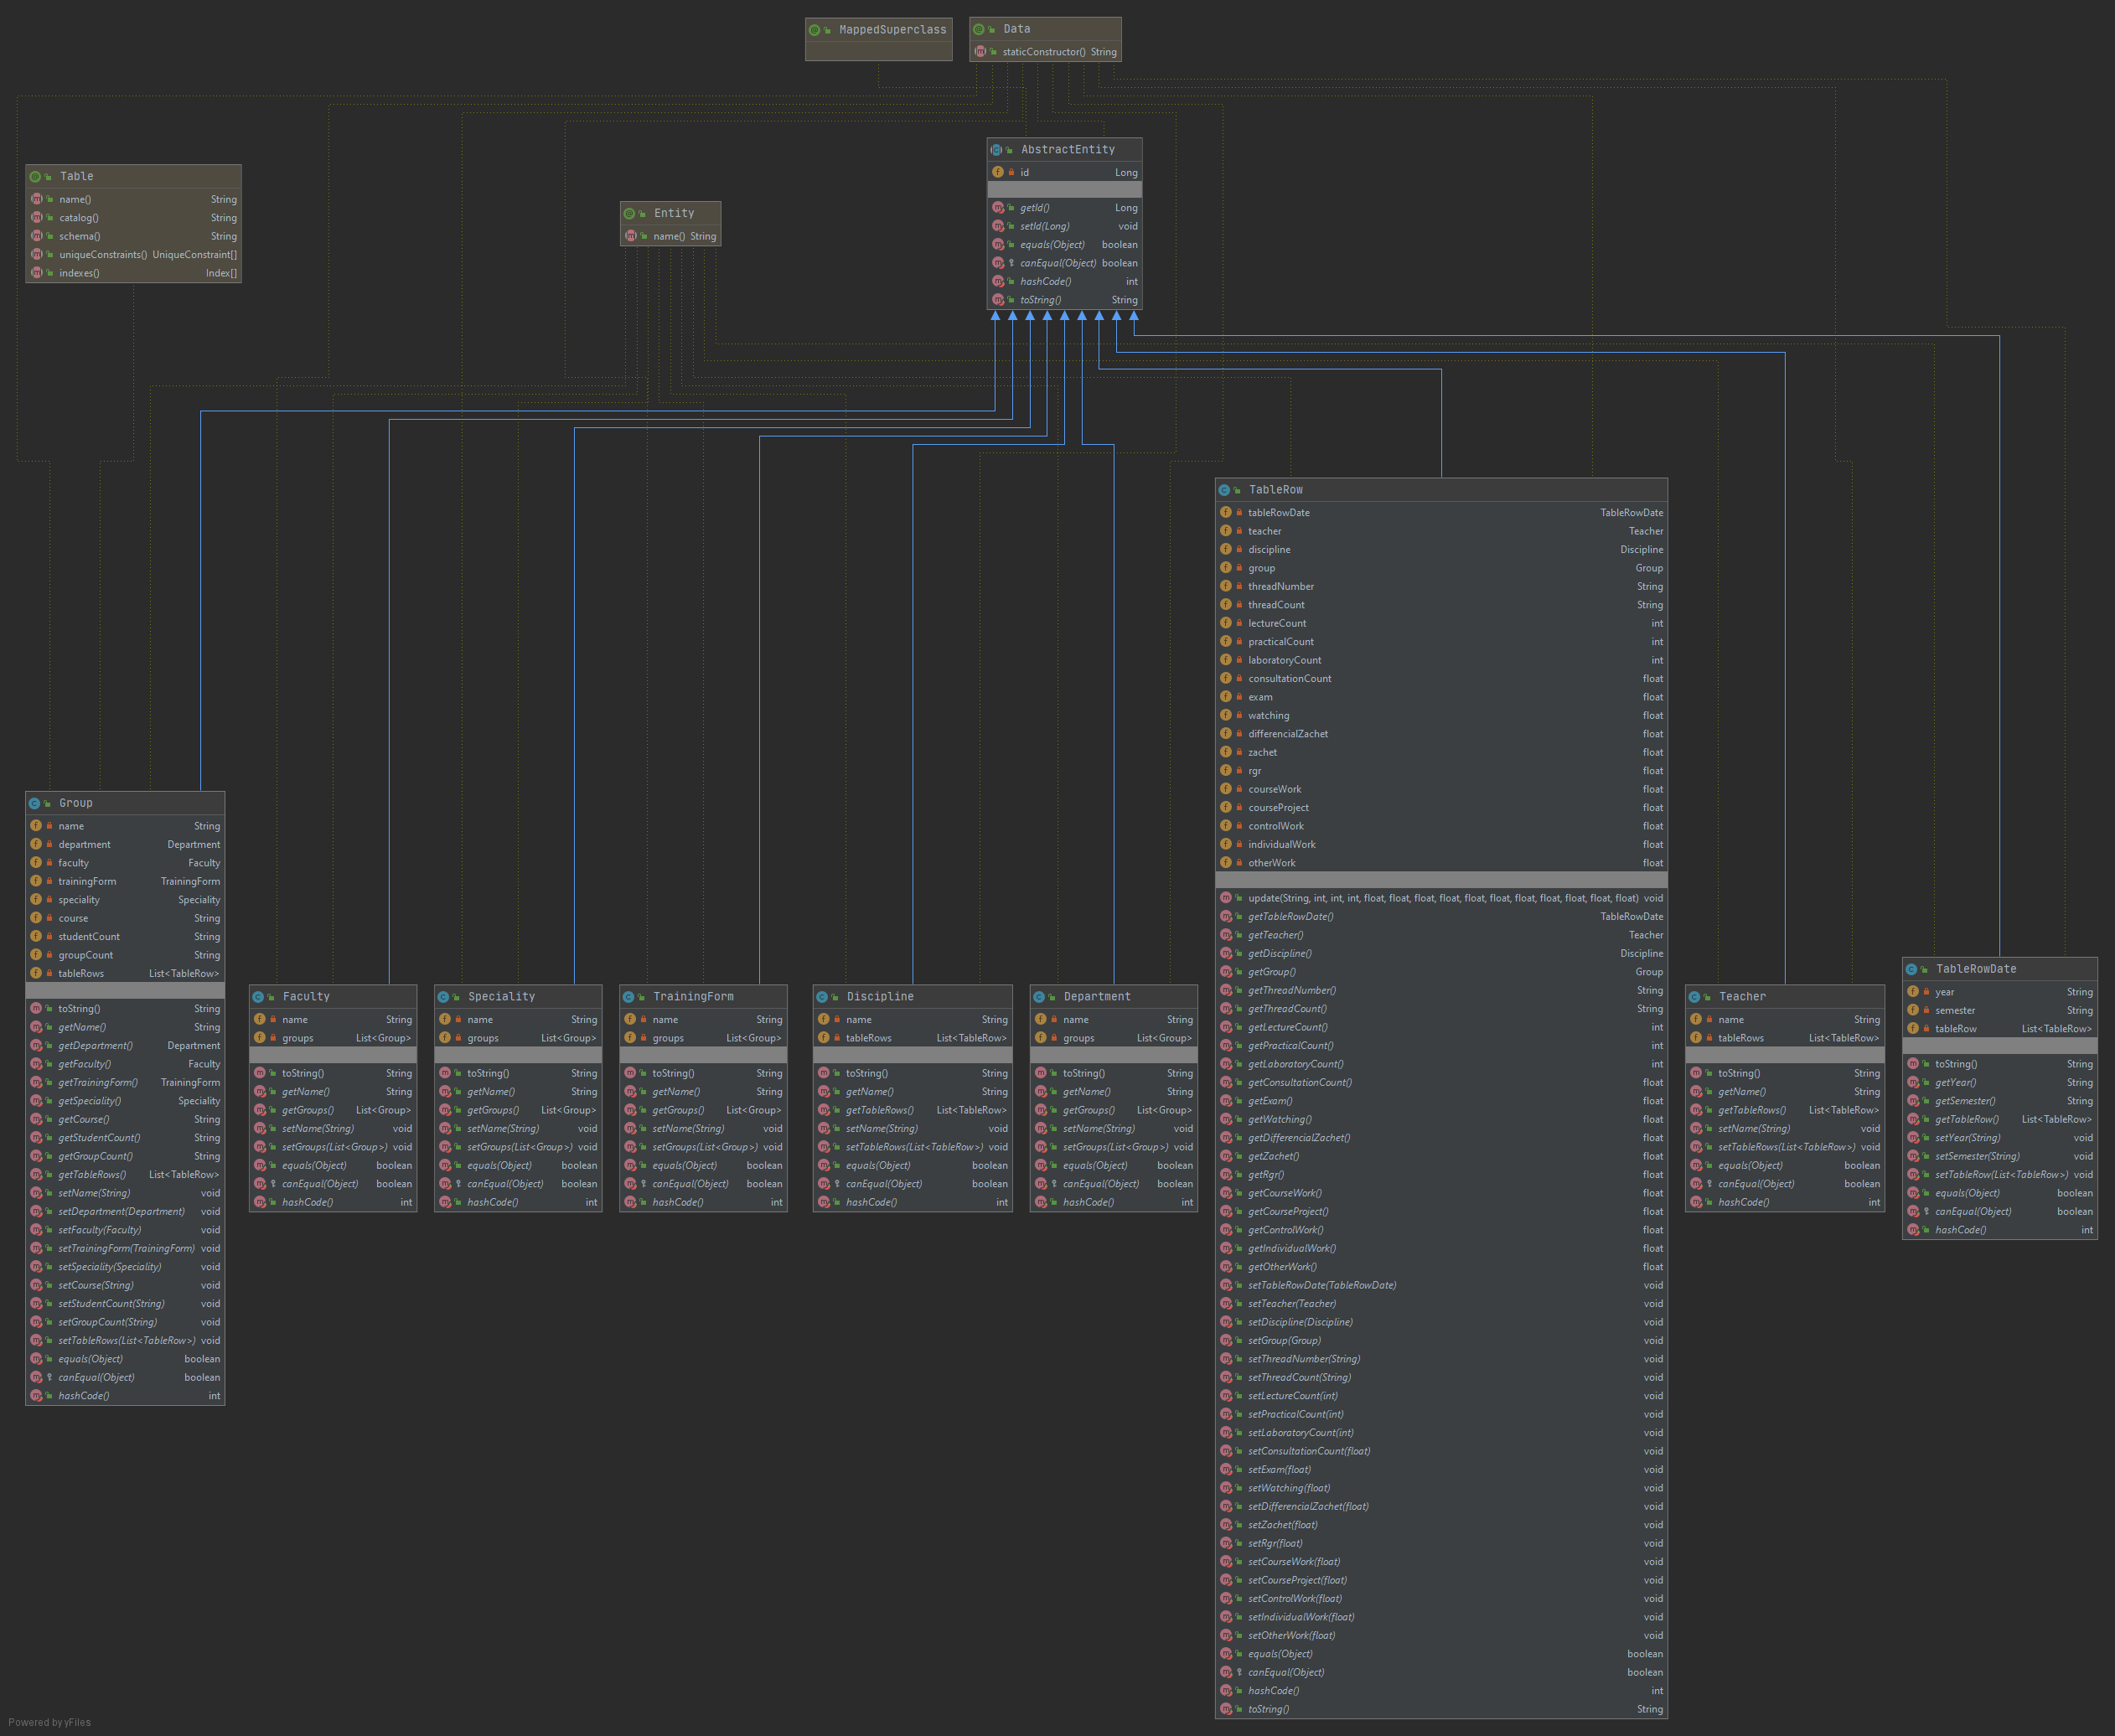 MappedSuperclass
Data
staticConstructor() String
Table
name() String
catalog() String
schema() String
uniqueConstraints() UniqueConstraint[]
indexes() Index[]
Entity
name() String
AbstractEntity
id Long
getId() Long
setId(Long) void
equals(Object) boolean
canEqual(Object) boolean
hashCode() int
toString() String
Group
name String
department Department
faculty Faculty
trainingForm TrainingForm
speciality Speciality
course String
studentCount String
groupCount String
tableRows List<TableRow>
toString() String
getName() String
getDepartment() Department
getFaculty() Faculty
getTrainingForm() TrainingForm
getSpeciality() Speciality
getCourse() String
getStudentCount() String
getGroupCount() String
getTableRows() List<TableRow>
setName(String) void
setDepartment(Department) void
setFaculty(Faculty) void
setTrainingForm(TrainingForm) void
setSpeciality(Speciality) void
setCourse(String) void
setStudentCount(String) void
setGroupCount(String) void
setTableRows(List<TableRow>) void
equals(Object) boolean
canEqual(Object) boolean
hashCode() int
Faculty
name String
groups List<Group>
toString() String
getName() String
getGroups() List<Group>
setName(String) void
setGroups(List<Group>) void
equals(Object) boolean
canEqual(Object) boolean
hashCode() int
Speciality
name String
groups List<Group>
toString() String
getName() String
getGroups() List<Group>
setName(String) void
setGroups(List<Group>) void
equals(Object) boolean
canEqual(Object) boolean
hashCode() int
TrainingForm
name String
groups List<Group>
toString() String
getName() String
getGroups() List<Group>
setName(String) void
setGroups(List<Group>) void
equals(Object) boolean
canEqual(Object) boolean
hashCode() int
Discipline
name String
tableRows List<TableRow>
toString() String
getName() String
getTableRows() List<TableRow>
setName(String) void
setTableRows(List<TableRow>) void
equals(Object) boolean
canEqual(Object) boolean
hashCode() int
Department
name String
groups List<Group>
toString() String
getName() String
getGroups() List<Group>
setName(String) void
setGroups(List<Group>) void
equals(Object) boolean
canEqual(Object) boolean
hashCode() int
TableRow
tableRowDate TableRowDate
teacher Teacher
discipline Discipline
group Group
threadNumber String
threadCount String
lectureCount int
practicalCount int
laboratoryCount int
consultationCount float
exam float
watching float
differencialZachet float
zachet float
rgr float
courseWork float
courseProject float
controlWork float
individualWork float
otherWork float
update(String, int, int, int, float, float, float, float, float, float, float, float, float, float, float) void
getTableRowDate() TableRowDate
getTeacher() Teacher
getDiscipline() Discipline
getGroup() Group
getThreadNumber() String
getThreadCount() String
getLectureCount() int
getPracticalCount() int
getLaboratoryCount() int
getConsultationCount() float
getExam() float
getWatching() float
getDifferencialZachet() float
getZachet() float
getRgr() float
getCourseWork() float
getCourseProject() float
getControlWork() float
getIndividualWork() float
getOtherWork() float
setTableRowDate(TableRowDate) void
setTeacher(Teacher) void
setDiscipline(Discipline) void
setGroup(Group) void
setThreadNumber(String) void
setThreadCount(String) void
setLectureCount(int) void
setPracticalCount(int) void
setLaboratoryCount(int) void
setConsultationCount(float) void
setExam(float) void
setWatching(float) void
setDifferencialZachet(float) void
setZachet(float) void
setRgr(float) void
setCourseWork(float) void
setCourseProject(float) void
setControlWork(float) void
setIndividualWork(float) void
setOtherWork(float) void
equals(Object) boolean
canEqual(Object) boolean
hashCode() int
toString() String
Teacher
name String
tableRows List<TableRow>
toString() String
getName() String
getTableRows() List<TableRow>
setName(String) void
setTableRows(List<TableRow>) void
equals(Object) boolean
canEqual(Object) boolean
hashCode() int
TableRowDate
year String
semester String
tableRow List<TableRow>
toString() String
getYear() String
getSemester() String
getTableRow() List<TableRow>
setYear(String) void
setSemester(String) void
setTableRow(List<TableRow>) void
equals(Object) boolean
canEqual(Object) boolean
hashCode() int
Powered by yFiles